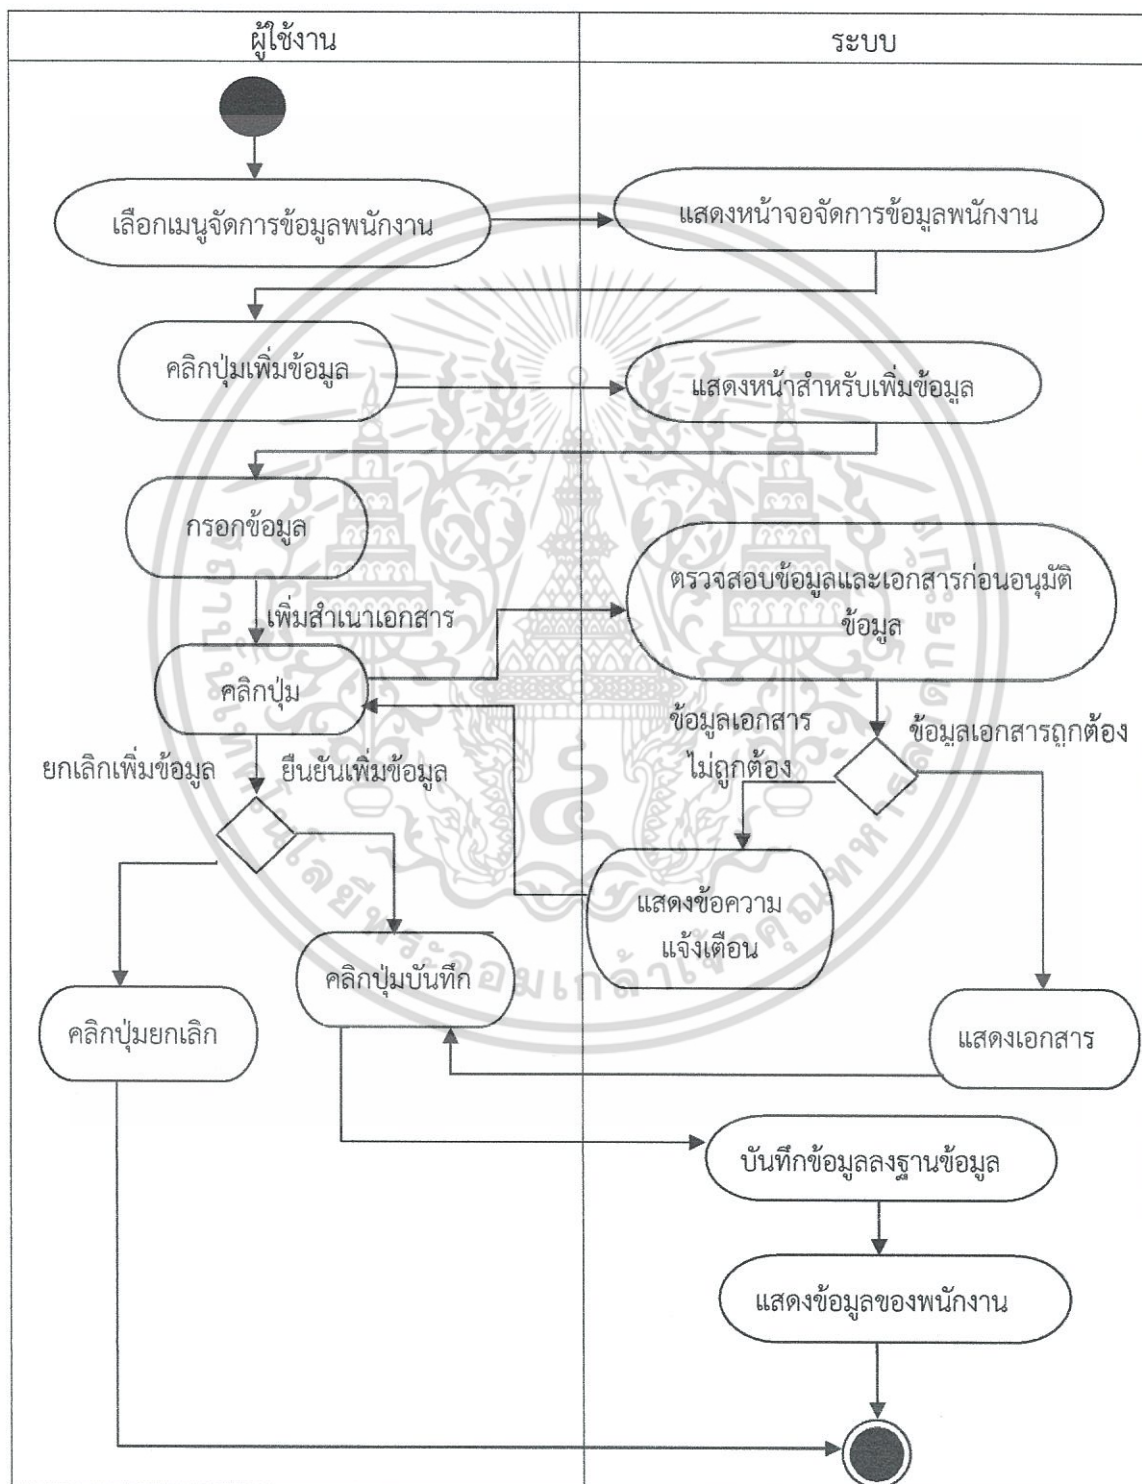 ผู้ใช้งาน
ระบบ
เลือกเมนูจัดการข้อมูลพนักงาน
แสดงหน้าจอจัดการข้อมูลพนักงาน
คลิกปุ่มเพิ่มข้อมูล
แสดงหน้าสำหรับเพิ่มข้อมูล
กรอกข้อมูล
ตรวจสอบข้อมูลและเอกสารก่อนอนุมัติ
ข้อมูล
เพิ่มสำเนาเอกสาร
คลิกปุ่ม
ข้อมูลเอกสาร
ไม่ถูกต้อง
ข้อมูลเอกสารถูกต้อง
ยกเลิกเพิ่มข้อมูล
ยืนยันเพิ่มข้อมูล
แสดงข้อความ
แจ้งเตือน
คลิกปุ่มบันทึก
คลิกปุ่มยกเลิก
แสดงเอกสาร
บันทึกข้อมูลลงฐานข้อมูล
แสดงข้อมูลของพนักงาน